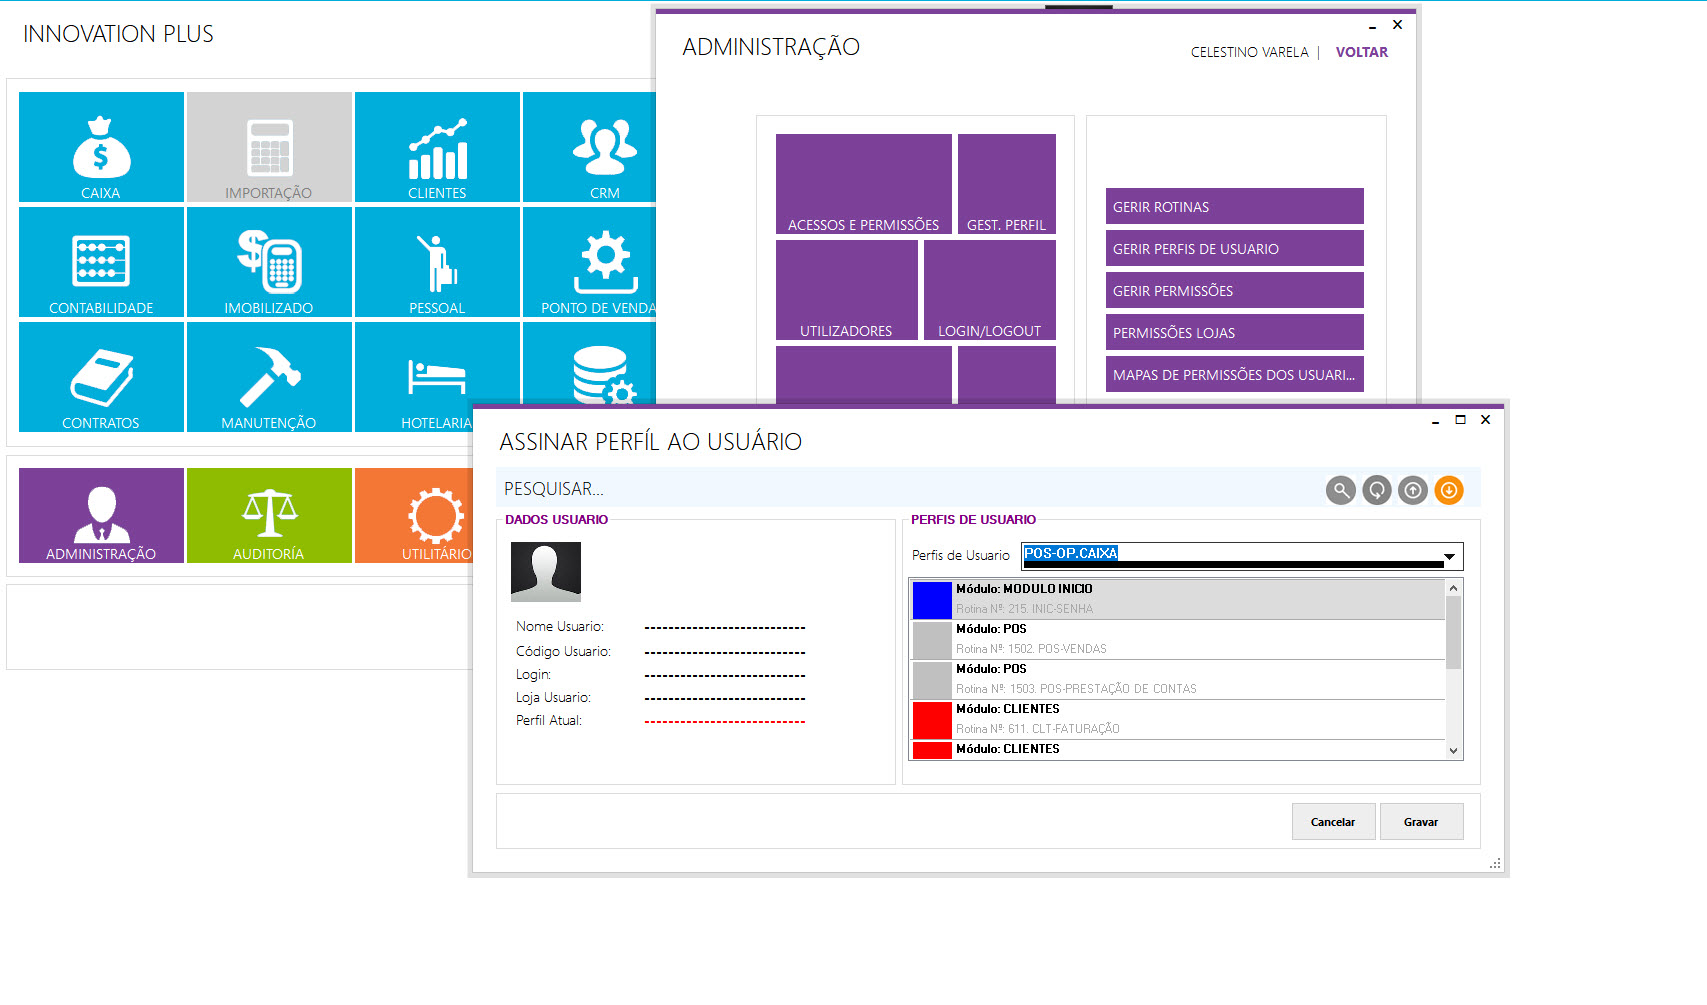 INNOVATION PLUS
CAIXA
IMPORTAÇÃO
CLIENTES
CRM
CONTABILIDADE
IMOBILIZADO
PESSOAL
PONTO DE VENDA
CONTRATOS
MANUTENÇÃO
HOTELARIA
ADMINISTRAÇÃO
AUDITORÍA
UTILITÁRIO
ADMINISTRAÇÃO
CELESTINO VARELA |
VOLTAR
ACESSOS E PERMISSÕES
GEST. PERFIL
UTILIZADORES
LOGIN/LOGOUT
GERIR ROTINAS
GERIR PERFIS DE USUARIO
GERIR PERMISSÕES
PERMISSÕES LOJAS
MAPAS DE PERMISSÕES DOS USUARI...
ASSINAR PERFÍL AO USUÁRIO
PESQUISAR...
DADOS USUARIO
Nome Usuario: ---------------------------
Código Usuario: ---------------------------
Login: ---------------------------
Loja Usuario: ---------------------------
Perfil Atual: ---------------------------
PERFIS DE USUARIO
Perfis de Usuario POS-OP.CAIXA
Módulo: MODULO INICIO
Rotina Nº: 215. INIC-SENHA
Módulo: POS
Rotina Nº: 1502. POS-VENDAS
Módulo: POS
Rotina Nº: 1503. POS-PRESTAÇÃO DE CONTAS
Módulo: CLIENTES
Rotina Nº: 611. CLT-FATURAÇÃO
Módulo: CLIENTES
Cancelar
Gravar